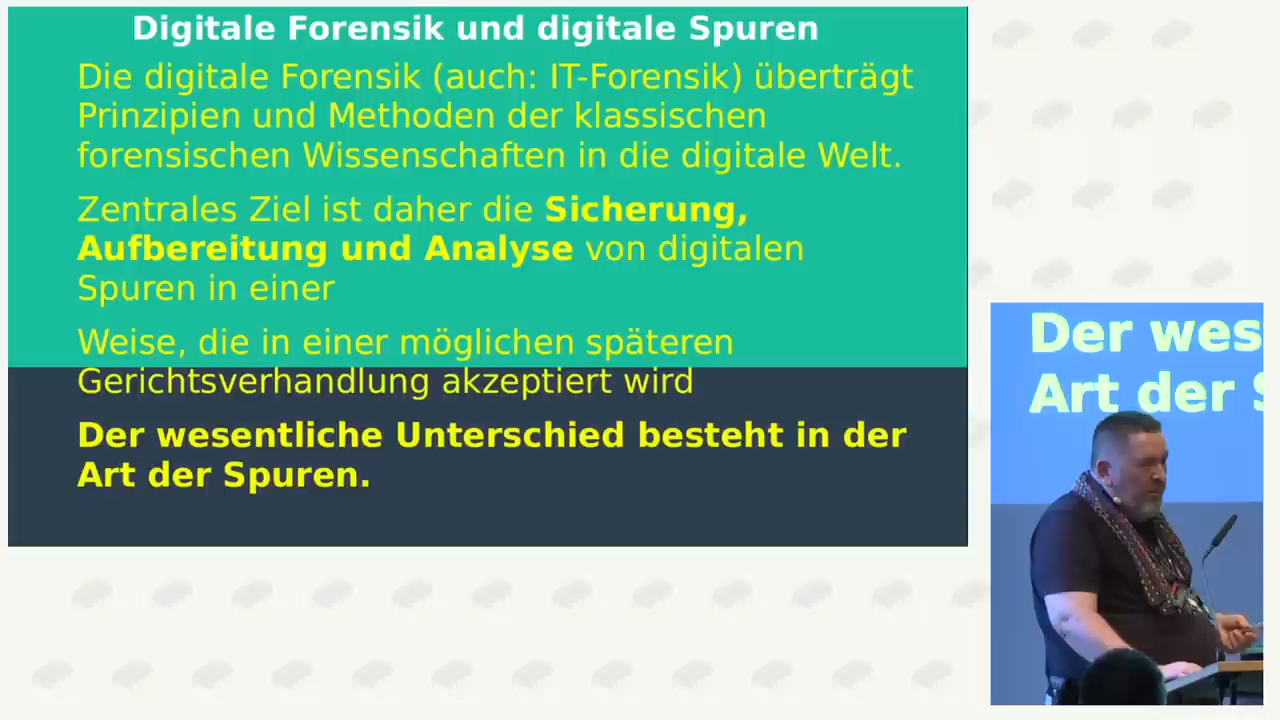 Digitale Forensik und digitale Spuren
Die digitale Forensik (auch: IT-Forensik) überträgt
Prinzipien und Methoden der klassischen
forensischen Wissenschaften in die digitale Welt.
Zentrales Ziel ist daher die Sicherung,
Aufbereitung und Analyse von digitalen
Spuren in einer
Weise, die in einer möglichen späteren
Gerichtsverhandlung akzeptiert wird
Der wesentliche Unterschied besteht in der
Art der Spuren.
Der wes
Art der S